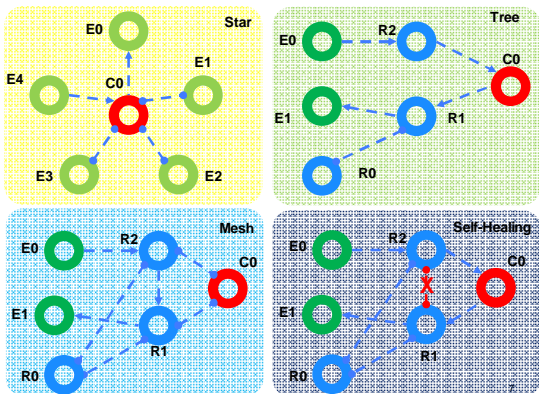 Star
E0
E4
C0
E1
E3
E2
Tree
E0
R2
C0
E1
R1
R0
Mesh
E0
R2
C0
E1
R1
R0
Self-Healing
E0
R2
C0
X
E1
R1
R0
7